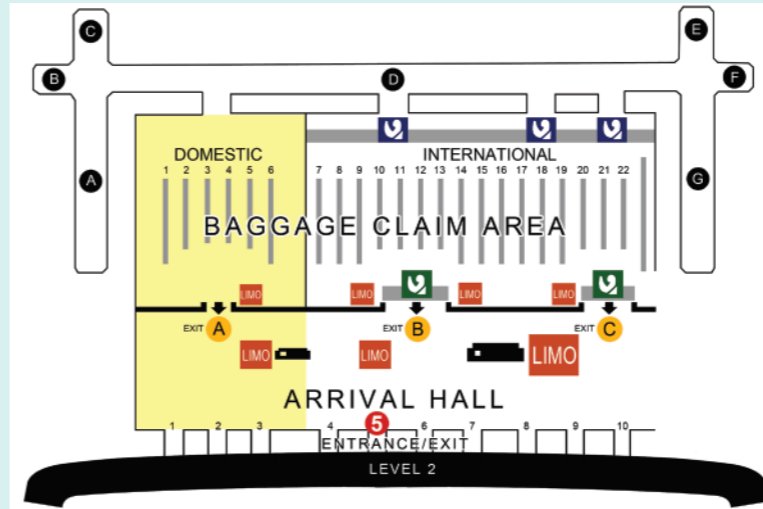 C
E
B
D
F
DOMESTIC
INTERNATIONAL
1 2 3 4 5 6 7 8 9 10 11 12 13 14 15 16 17 18 19 20 21 22
A
G
BAGGAGE CLAIM AREA
LIMO LIMO LIMO LIMO
EXIT A EXIT B EXIT C
LIMO LIMO LIMO
ARRIVAL HALL
1 2 3 4 5 6 7 8 9 10
ENTRANCE/EXIT
LEVEL 2